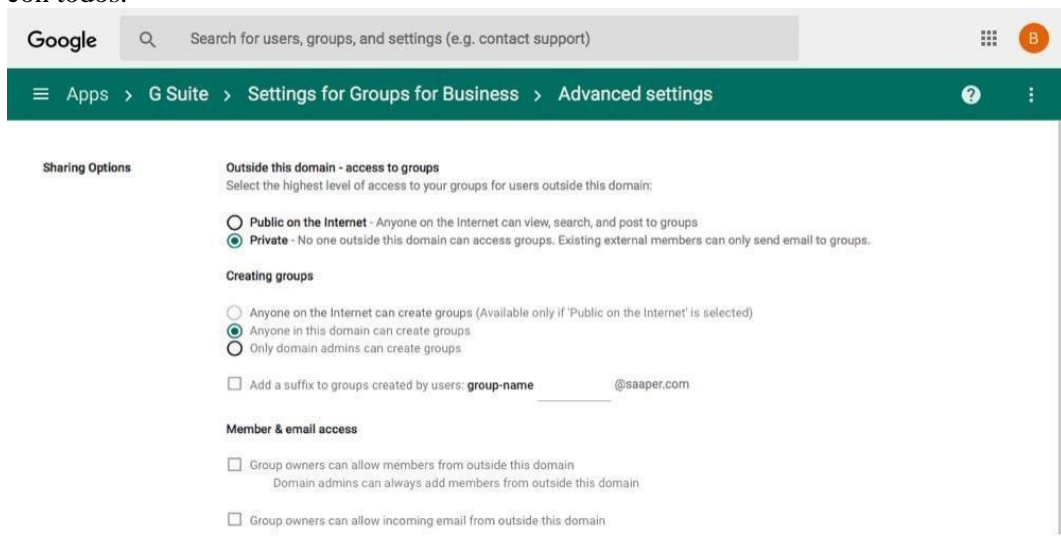 con todos.
Google Search for users, groups, and settings (e.g. contact support) B
Apps > G Suite > Settings for Groups for Business > Advanced settings ?
Sharing Options
Outside this domain - access to groups
Select the highest level of access to your groups for users outside this domain:
Public on the Internet - Anyone on the Internet can view, search, and post to groups
Private - No one outside this domain can access groups. Existing external members can only send email to groups.
Creating groups
Anyone on the Internet can create groups (Available only if 'Public on the Internet' is selected)
Anyone in this domain can create groups
Only domain admins can create groups
Add a suffix to groups created by users: group-name @saaper.com
Member & email access
Group owners can allow members from outside this domain
Domain admins can always add members from outside this domain
Group owners can allow incoming email from outside this domain